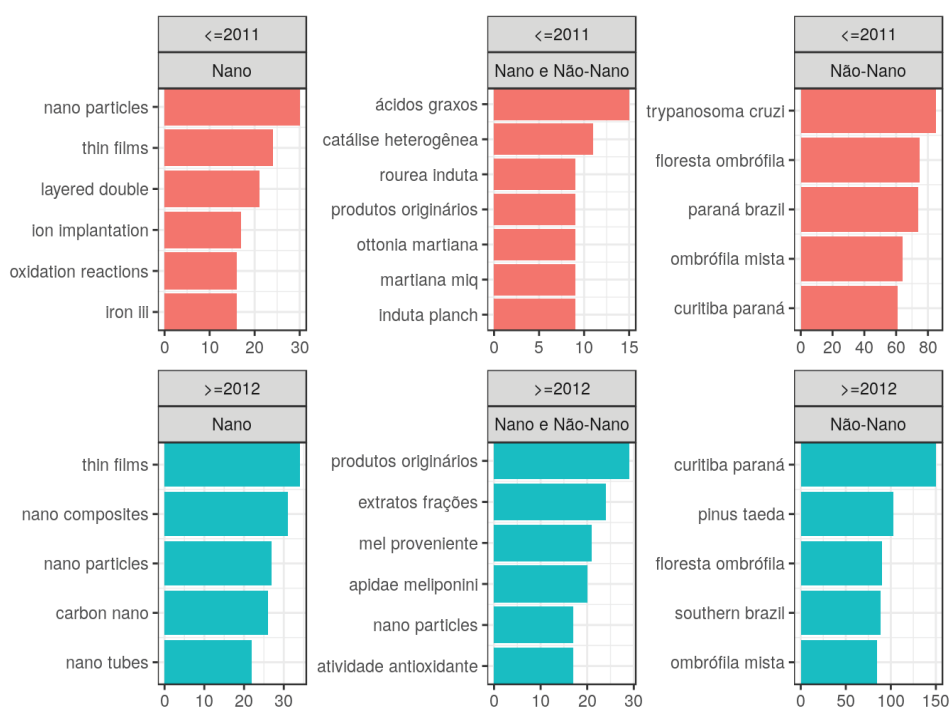 <=2011
Nano
nano particles
thin films
layered double
ion implantation
oxidation reactions
iron iii
0 10 20 30
<=2011
Nano e Não-Nano
ácidos graxos
catálise heterogênea
rourea induta
produtos originários
ottonia martiana
martiana miq
induta planch
0 5 10 15
<=2011
Não-Nano
trypanosoma cruzi
floresta ombrófila
paraná brazil
ombrófila mista
curitiba paraná
0 20 40 60 80
>=2012
Nano
thin films
nano composites
nano particles
carbon nano
nano tubes
0 10 20 30
>=2012
Nano e Não-Nano
produtos originários
extratos frações
mel proveniente
apidae meliponini
nano particles
atividade antioxidante
0 10 20 30
>=2012
Não-Nano
curitiba paraná
pinus taeda
floresta ombrófila
southern brazil
ombrófila mista
0 50 100 150